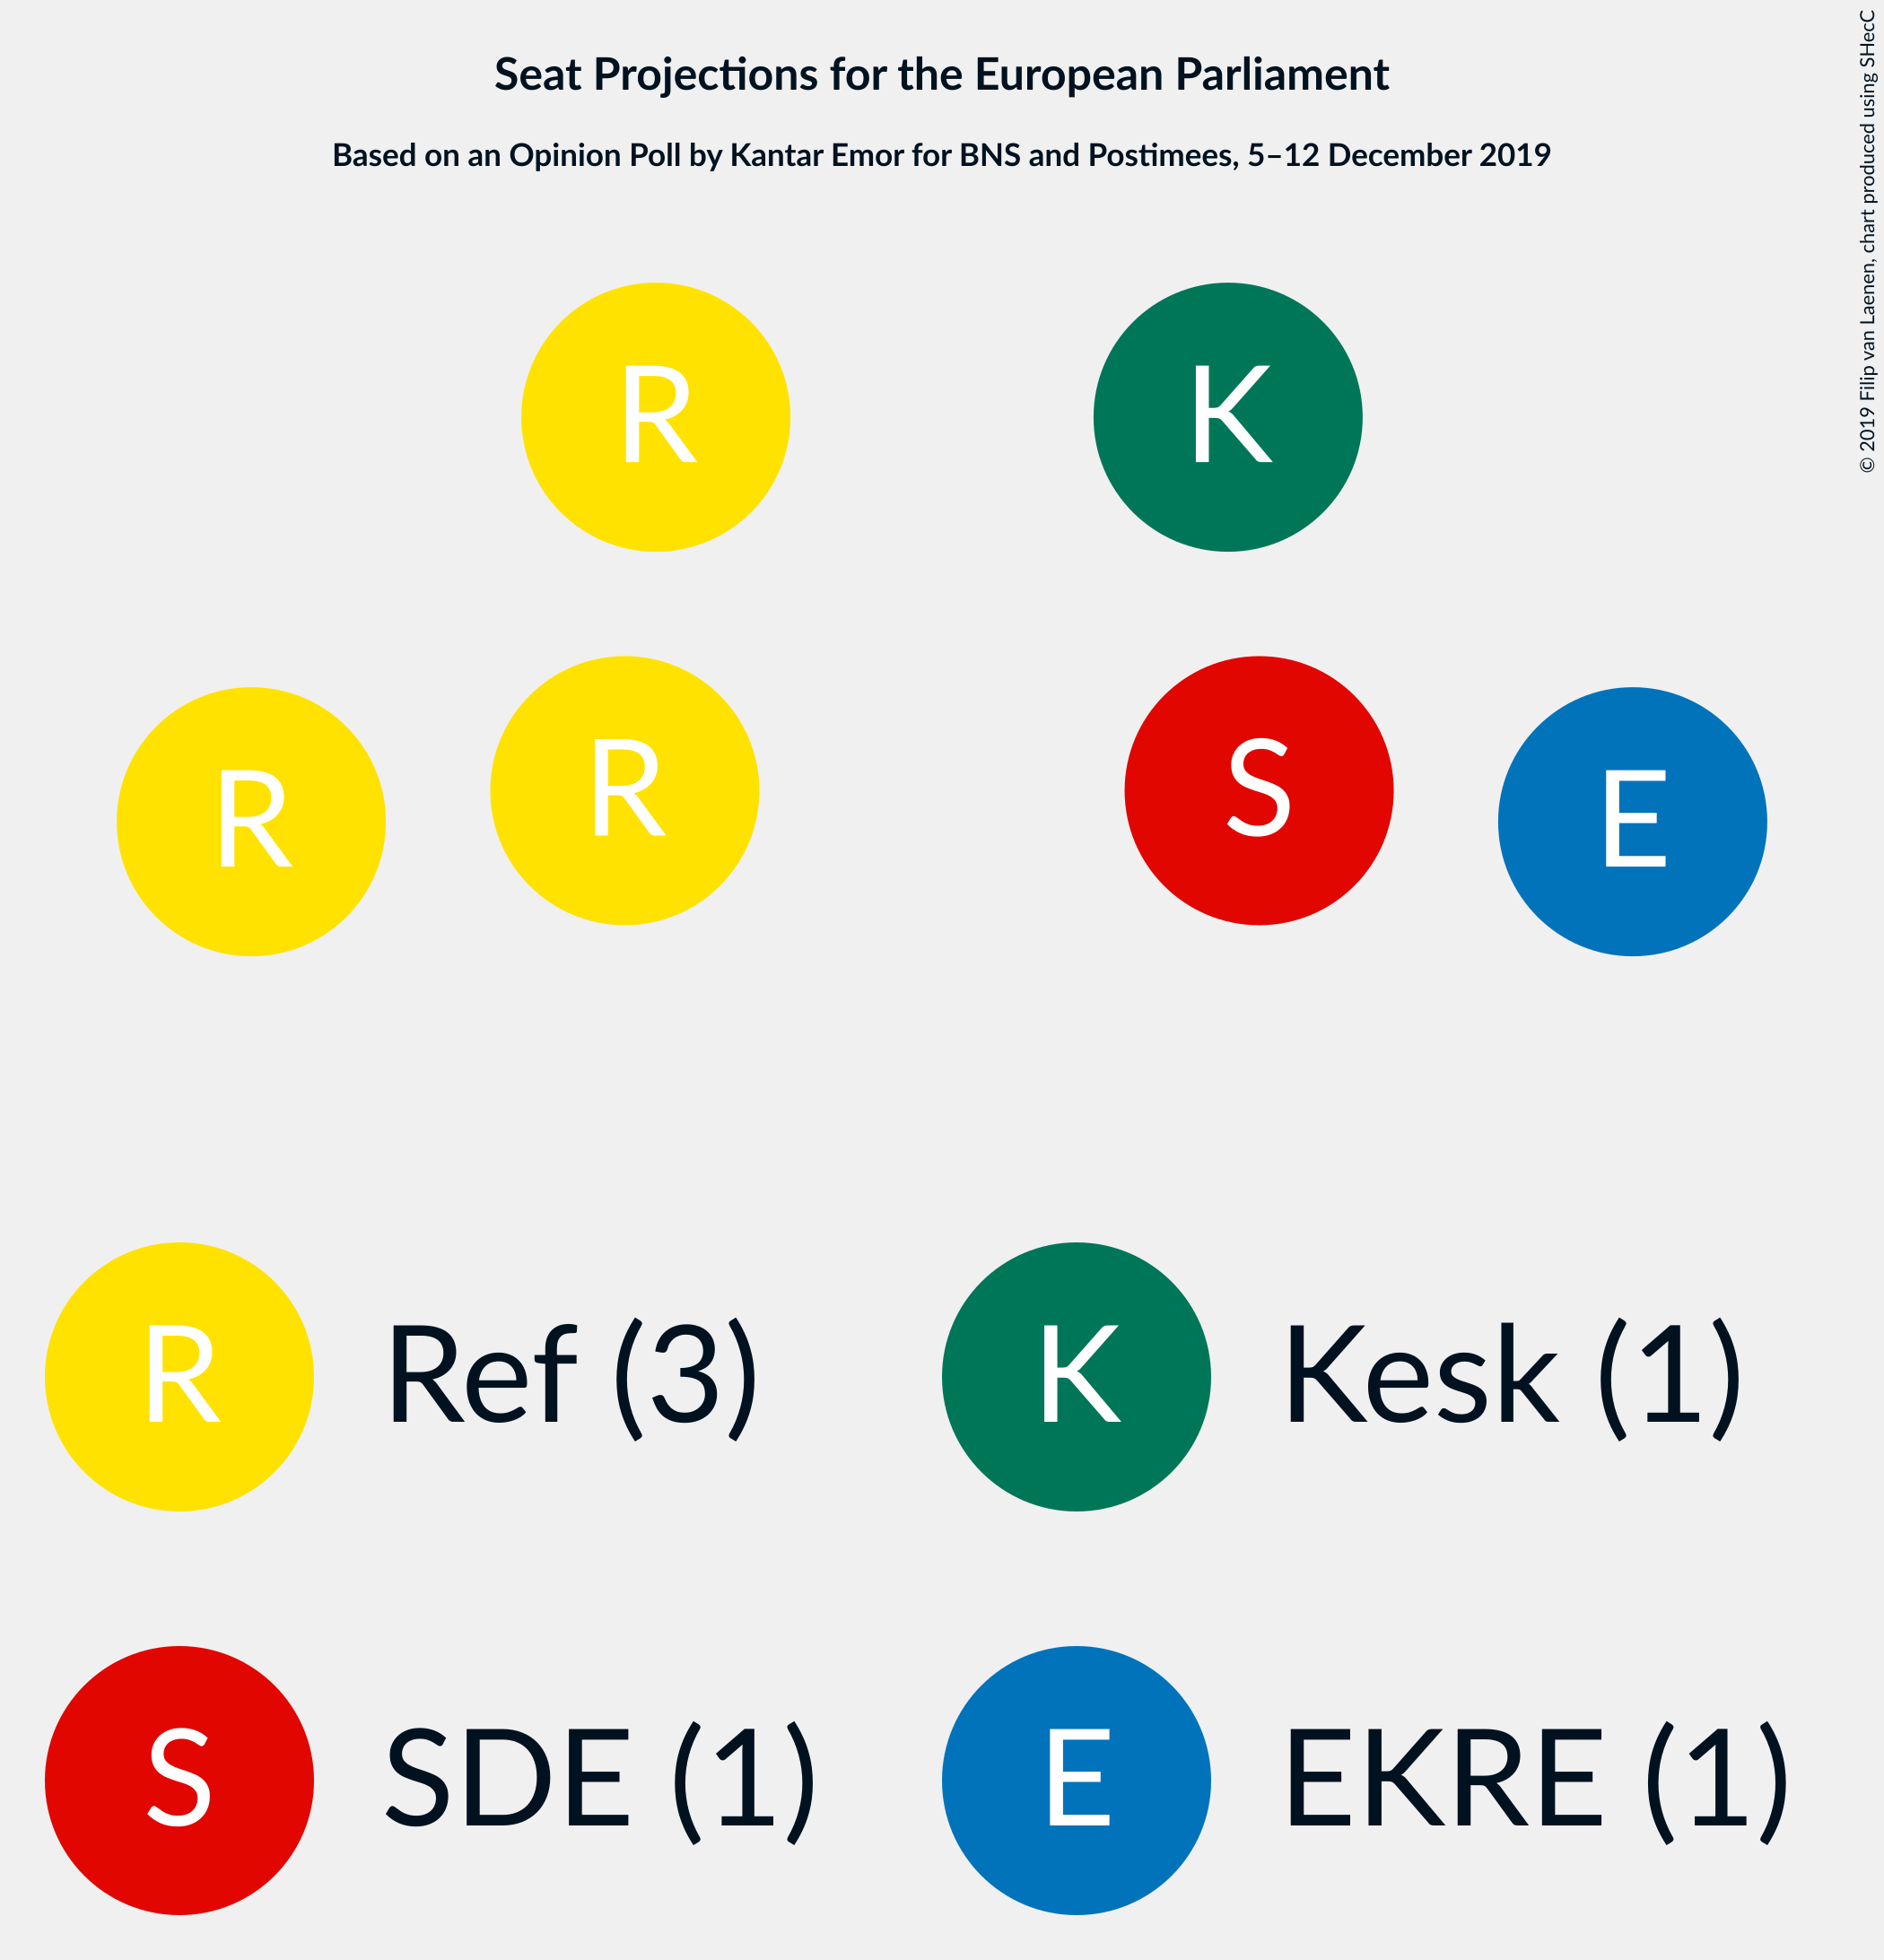 Seat Projections for the European Parliament
Based on an Opinion Poll by Kantar Emor for BNS and Postimees, 5–12 December 2019
© 2019 Filip van Laenen, chart produced using SHecC
R
K
R
R
S
E
R
Ref (3)
K
Kesk (1)
S
SDE (1)
E
EKRE (1)